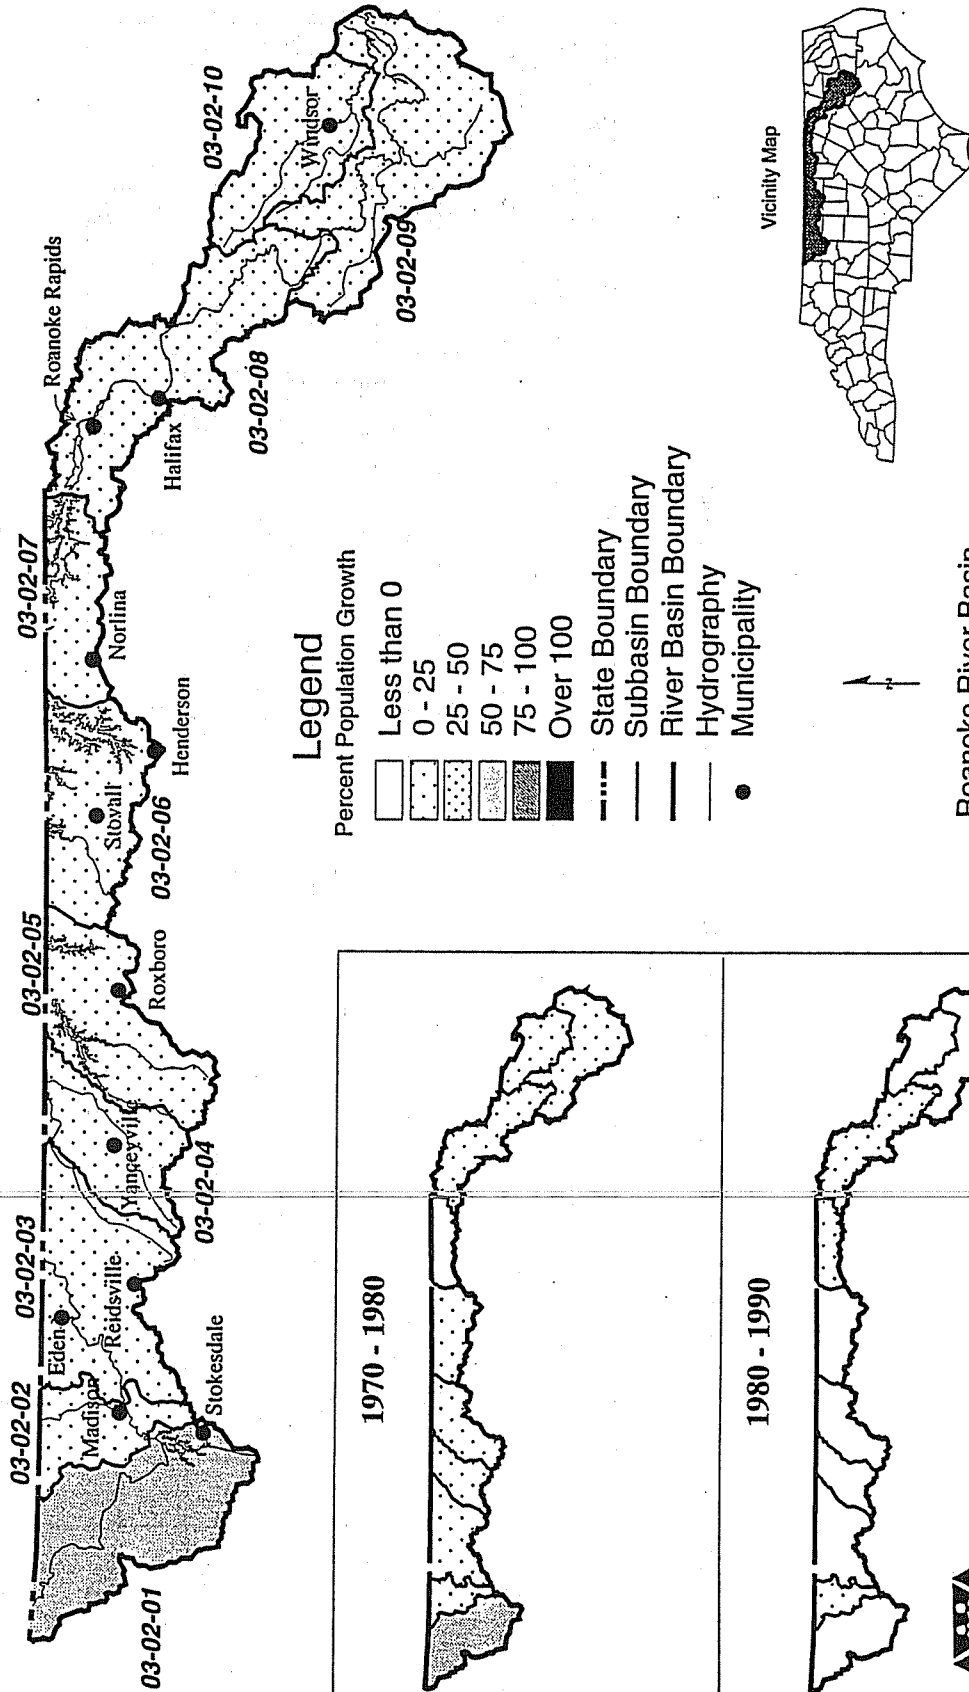 03-02-01
03-02-02
03-02-03
03-02-04
03-02-05
03-02-06
03-02-07
03-02-08
03-02-09
03-02-10
Stokesdale
Madison
Eden
Reidsville
Yanceyville
Roxboro
Stovall
Henderson
Norlina
Roanoke Rapids
Halifax
Windsor
Legend
Percent Population Growth
Less than 0
0 - 25
25 - 50
50 - 75
75 - 100
Over 100
State Boundary
Subbasin Boundary
River Basin Boundary
Hydrography
Municipality
Vicinity Map
1970 - 1980
1980 - 1990
Roanoke River Basin